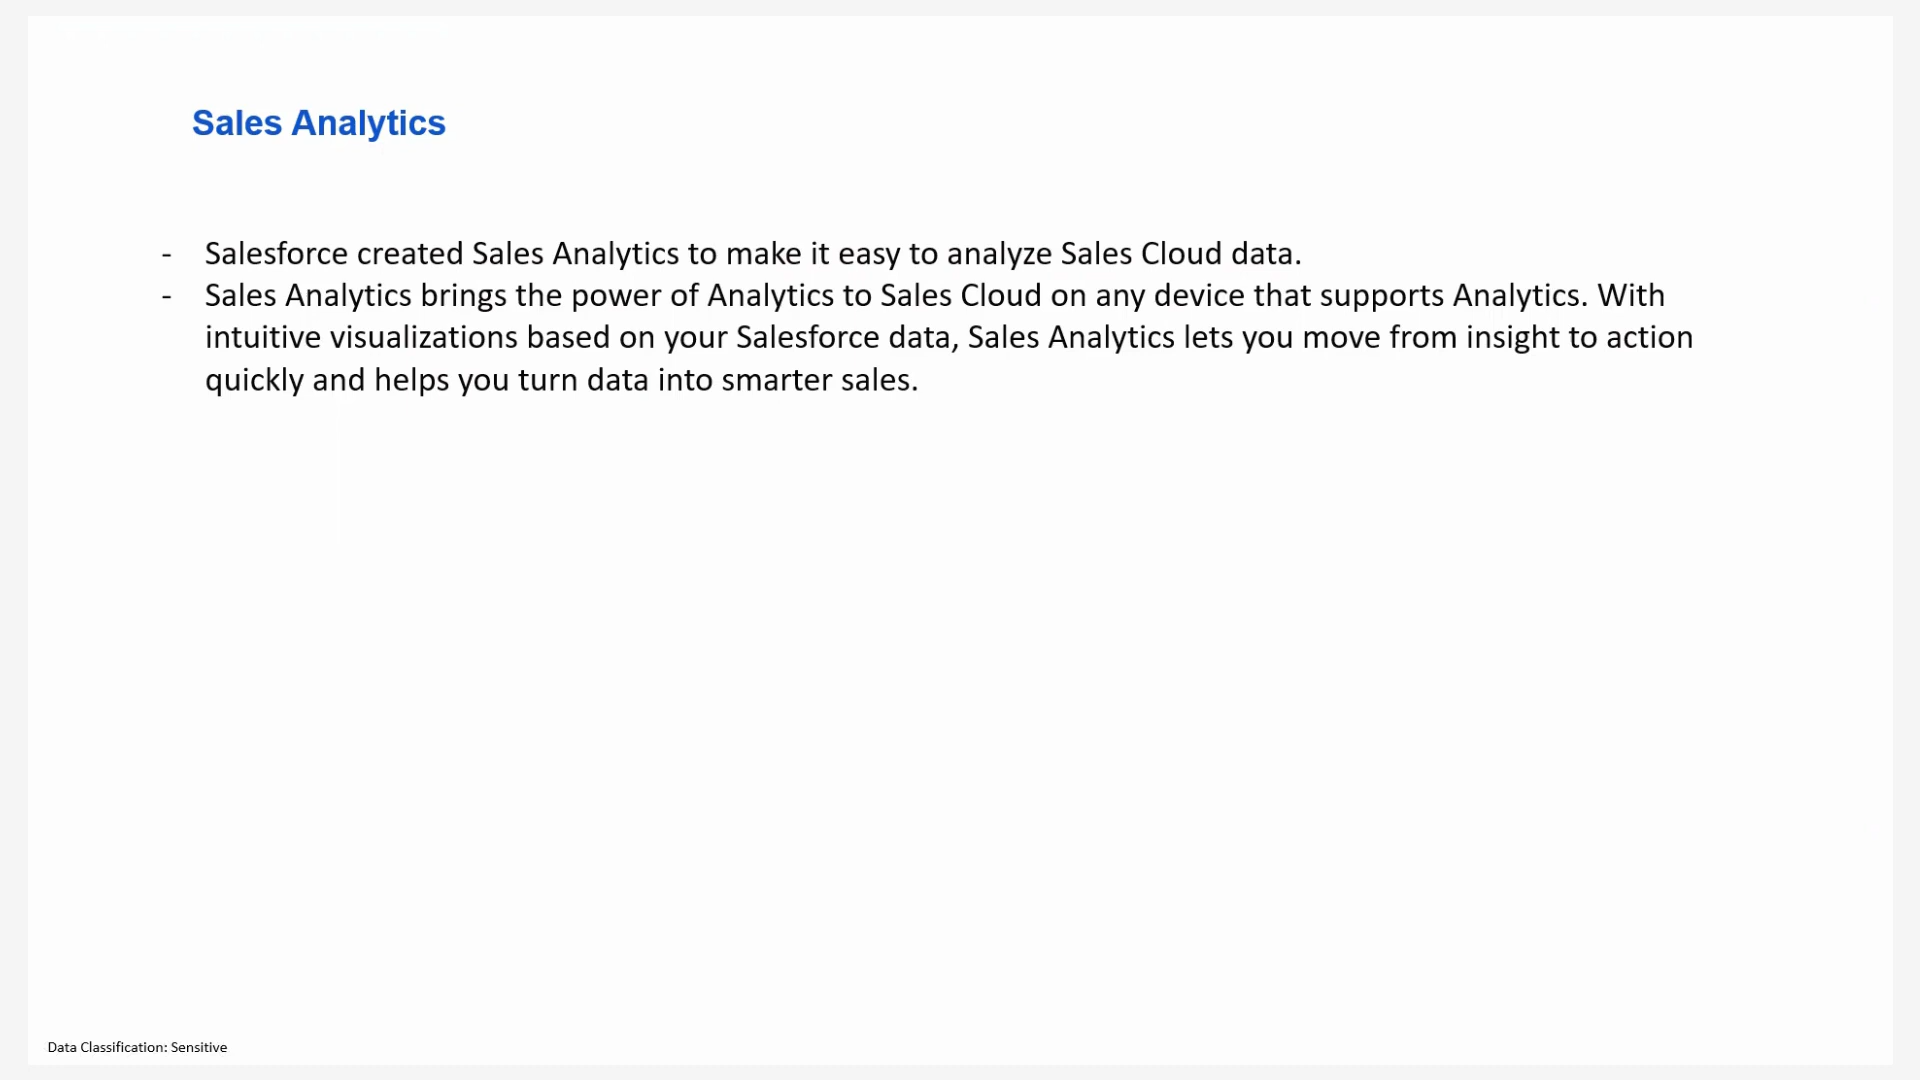 Sales Analytics
- Salesforce created Sales Analytics to make it easy to analyze Sales Cloud data.
- Sales Analytics brings the power of Analytics to Sales Cloud on any device that supports Analytics. With
intuitive visualizations based on your Salesforce data, Sales Analytics lets you move from insight to action
quickly and helps you turn data into smarter sales.
Data Classification: Sensitive